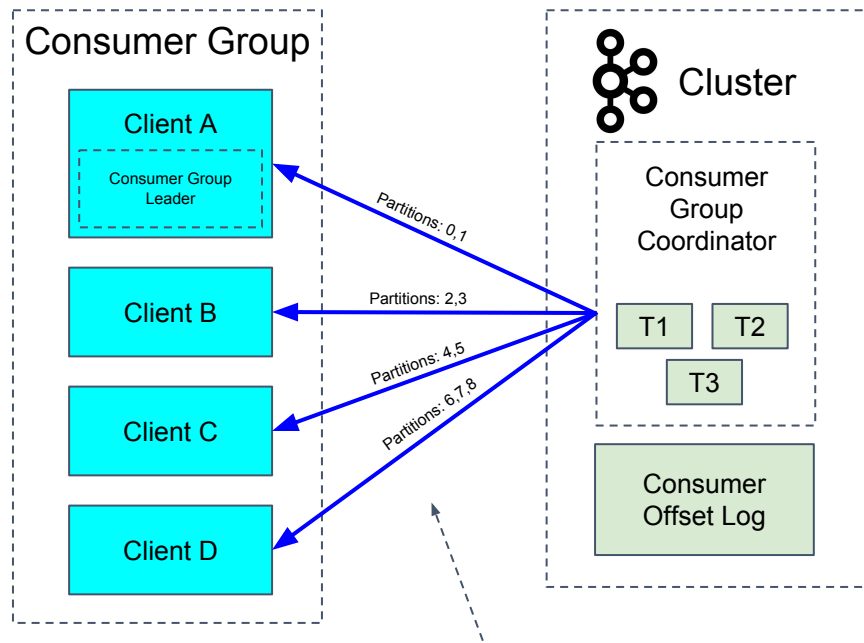 Consumer Group
Client A
Consumer Group
Leader
Client B
Client C
Client D
Partitions: 0,1
Partitions: 2,3
Partitions: 4,5
Partitions: 6,7,8
Cluster
Consumer
Group
Coordinator
T1
T2
T3
Consumer
Offset Log